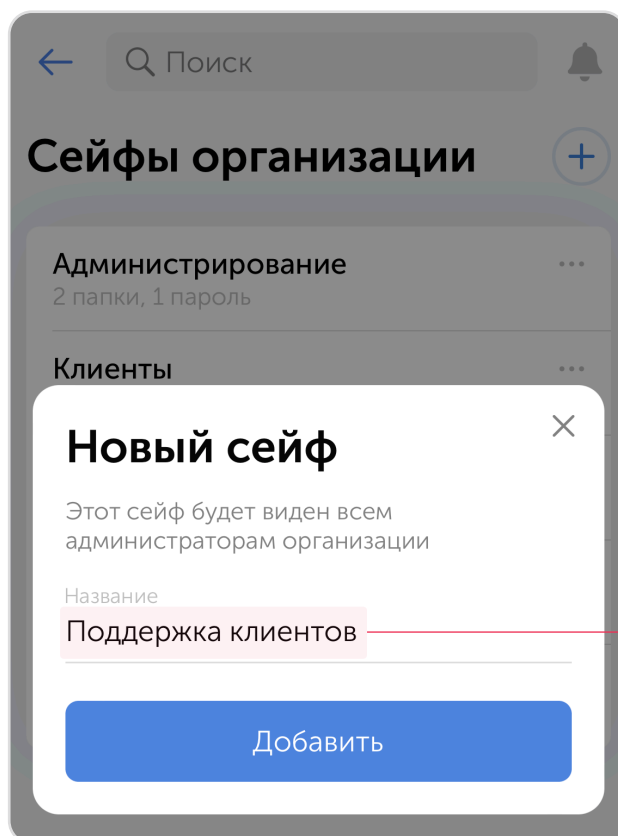 Поиск
Сейфы организации
Администрирование
2 папки, 1 пароль
Клиенты
Новый сейф
Этот сейф будет виден всем
администраторам организации
Название
Поддержка клиентов
Добавить